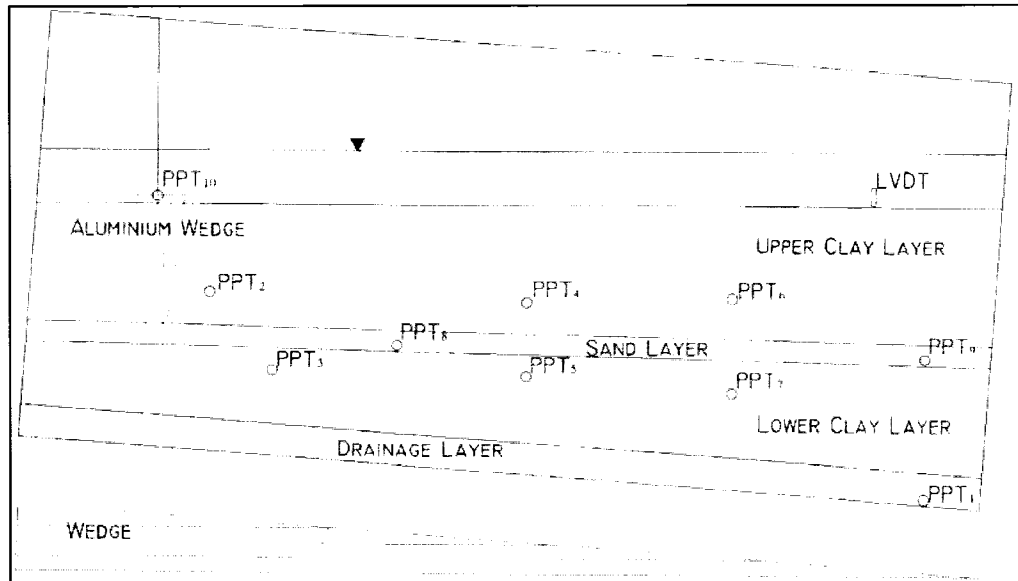 PPT₁₀
LVDT
ALUMINIUM WEDGE
UPPER CLAY LAYER
PPT₂
PPT₄
PPT₆
PPT₈
SAND LAYER
PPT₉
PPT₃
PPT₅
PPT₇
LOWER CLAY LAYER
DRAINAGE LAYER
PPT₁
WEDGE